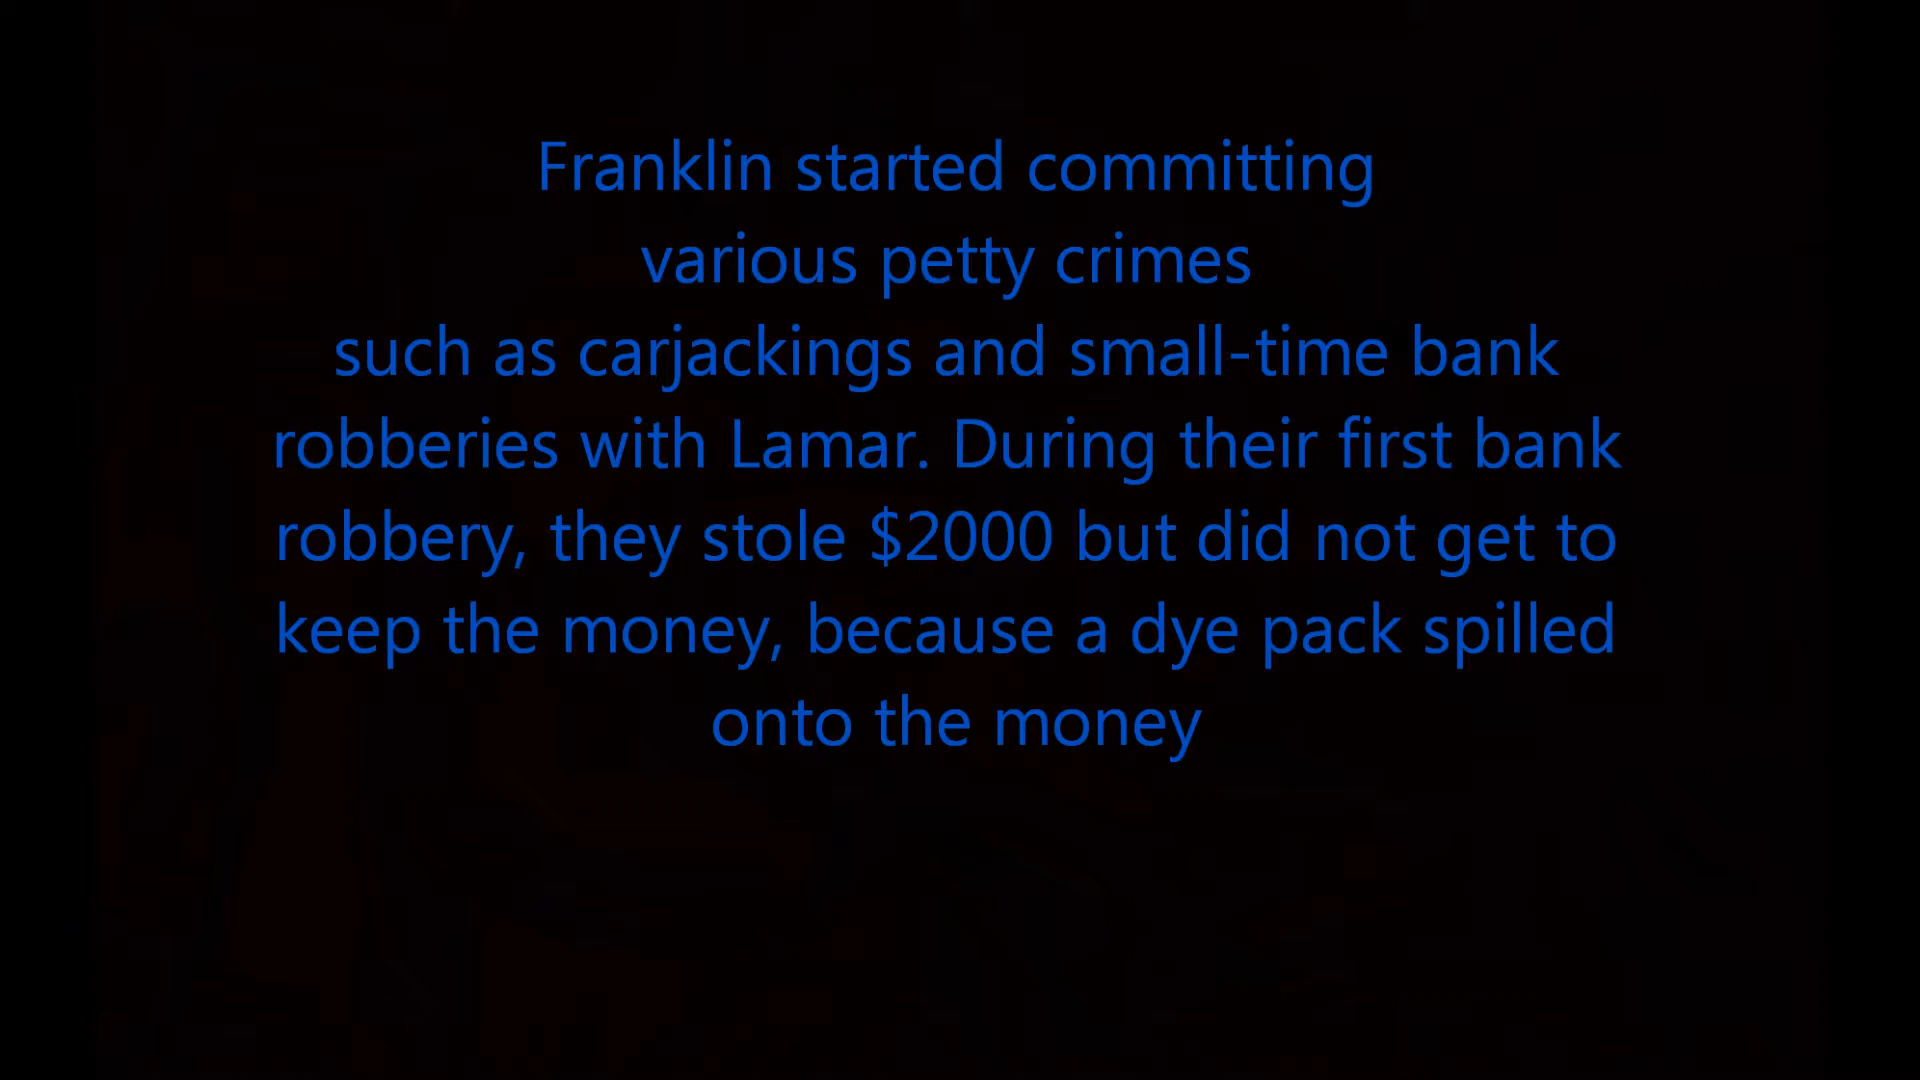 Franklin started committing
various petty crimes
such as carjackings and small-time bank
robberies with Lamar. During their first bank
robbery, they stole $2000 but did not get to
keep the money, because a dye pack spilled
onto the money